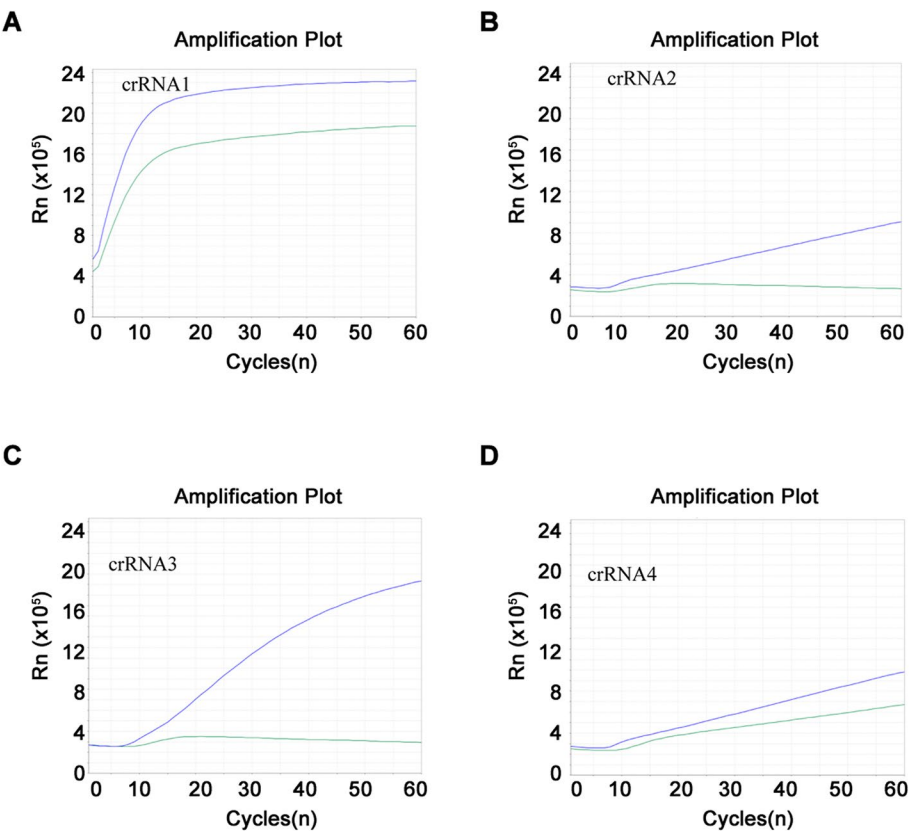 A
Amplification Plot
crRNA1
24
20
16
12
8
4
0
Rn (x10⁵)
0 10 20 30 40 50 60
Cycles(n)
B
Amplification Plot
crRNA2
24
20
16
12
8
4
0
Rn (x10⁵)
0 10 20 30 40 50 60
Cycles(n)
C
Amplification Plot
crRNA3
24
20
16
12
8
4
0
Rn (x10⁵)
0 10 20 30 40 50 60
Cycles(n)
D
Amplification Plot
crRNA4
24
20
16
12
8
4
0
Rn (x10⁵)
0 10 20 30 40 50 60
Cycles(n)